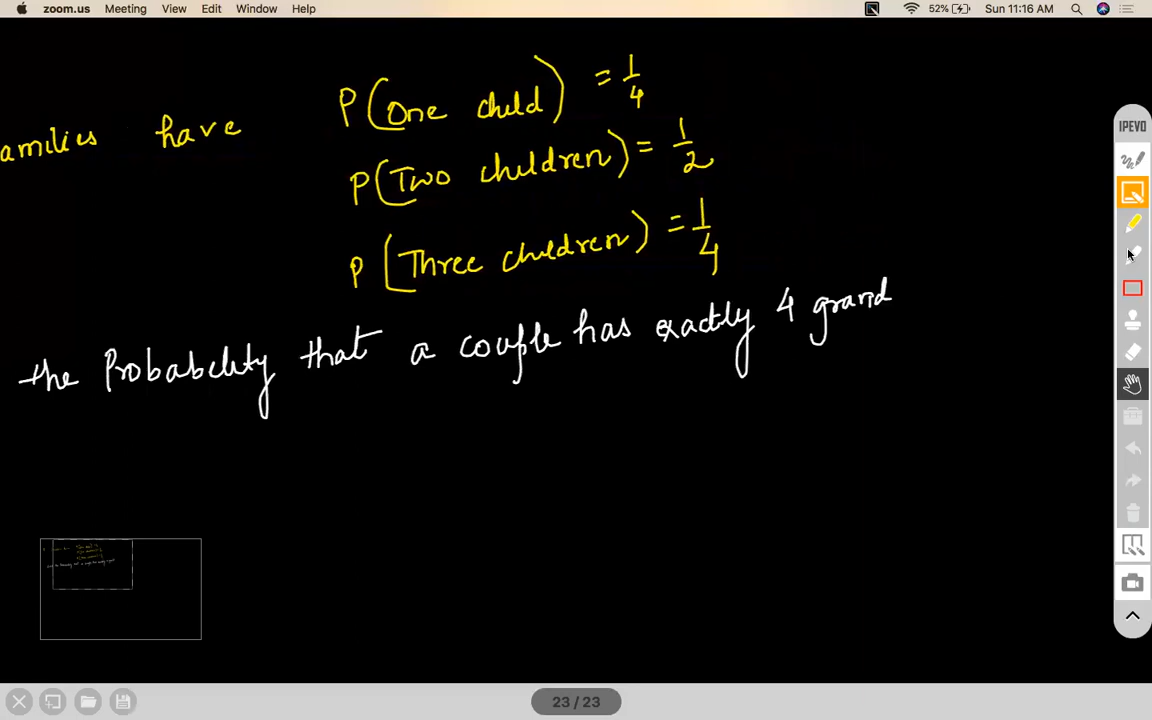 zoom.us Meeting View Edit Window Help 52% Sun 11:16 AM
P(One child) = 1/4
amilies have
P(Two children) = 1/2
P(Three children) = 1/4
the Probability that a couple has exactly 4 grand
IPEVO
23 / 23